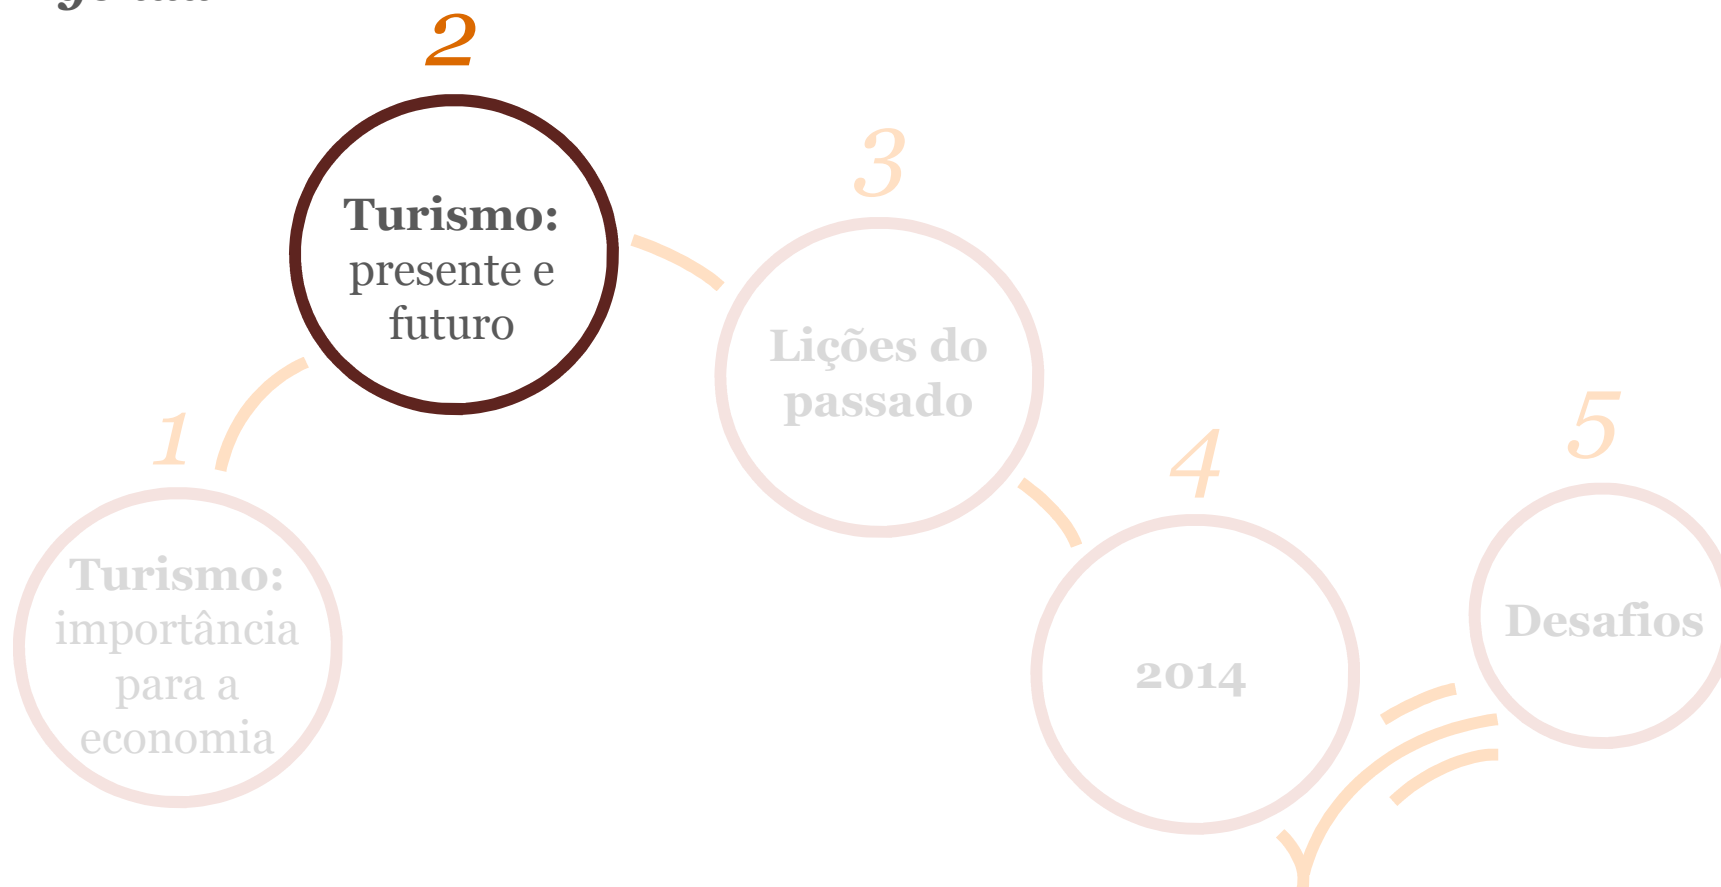 2
Turismo:
presente e
futuro
3
Lições do
passado
1
Turismo:
importância
para a
economia
4
2014
5
Desafios